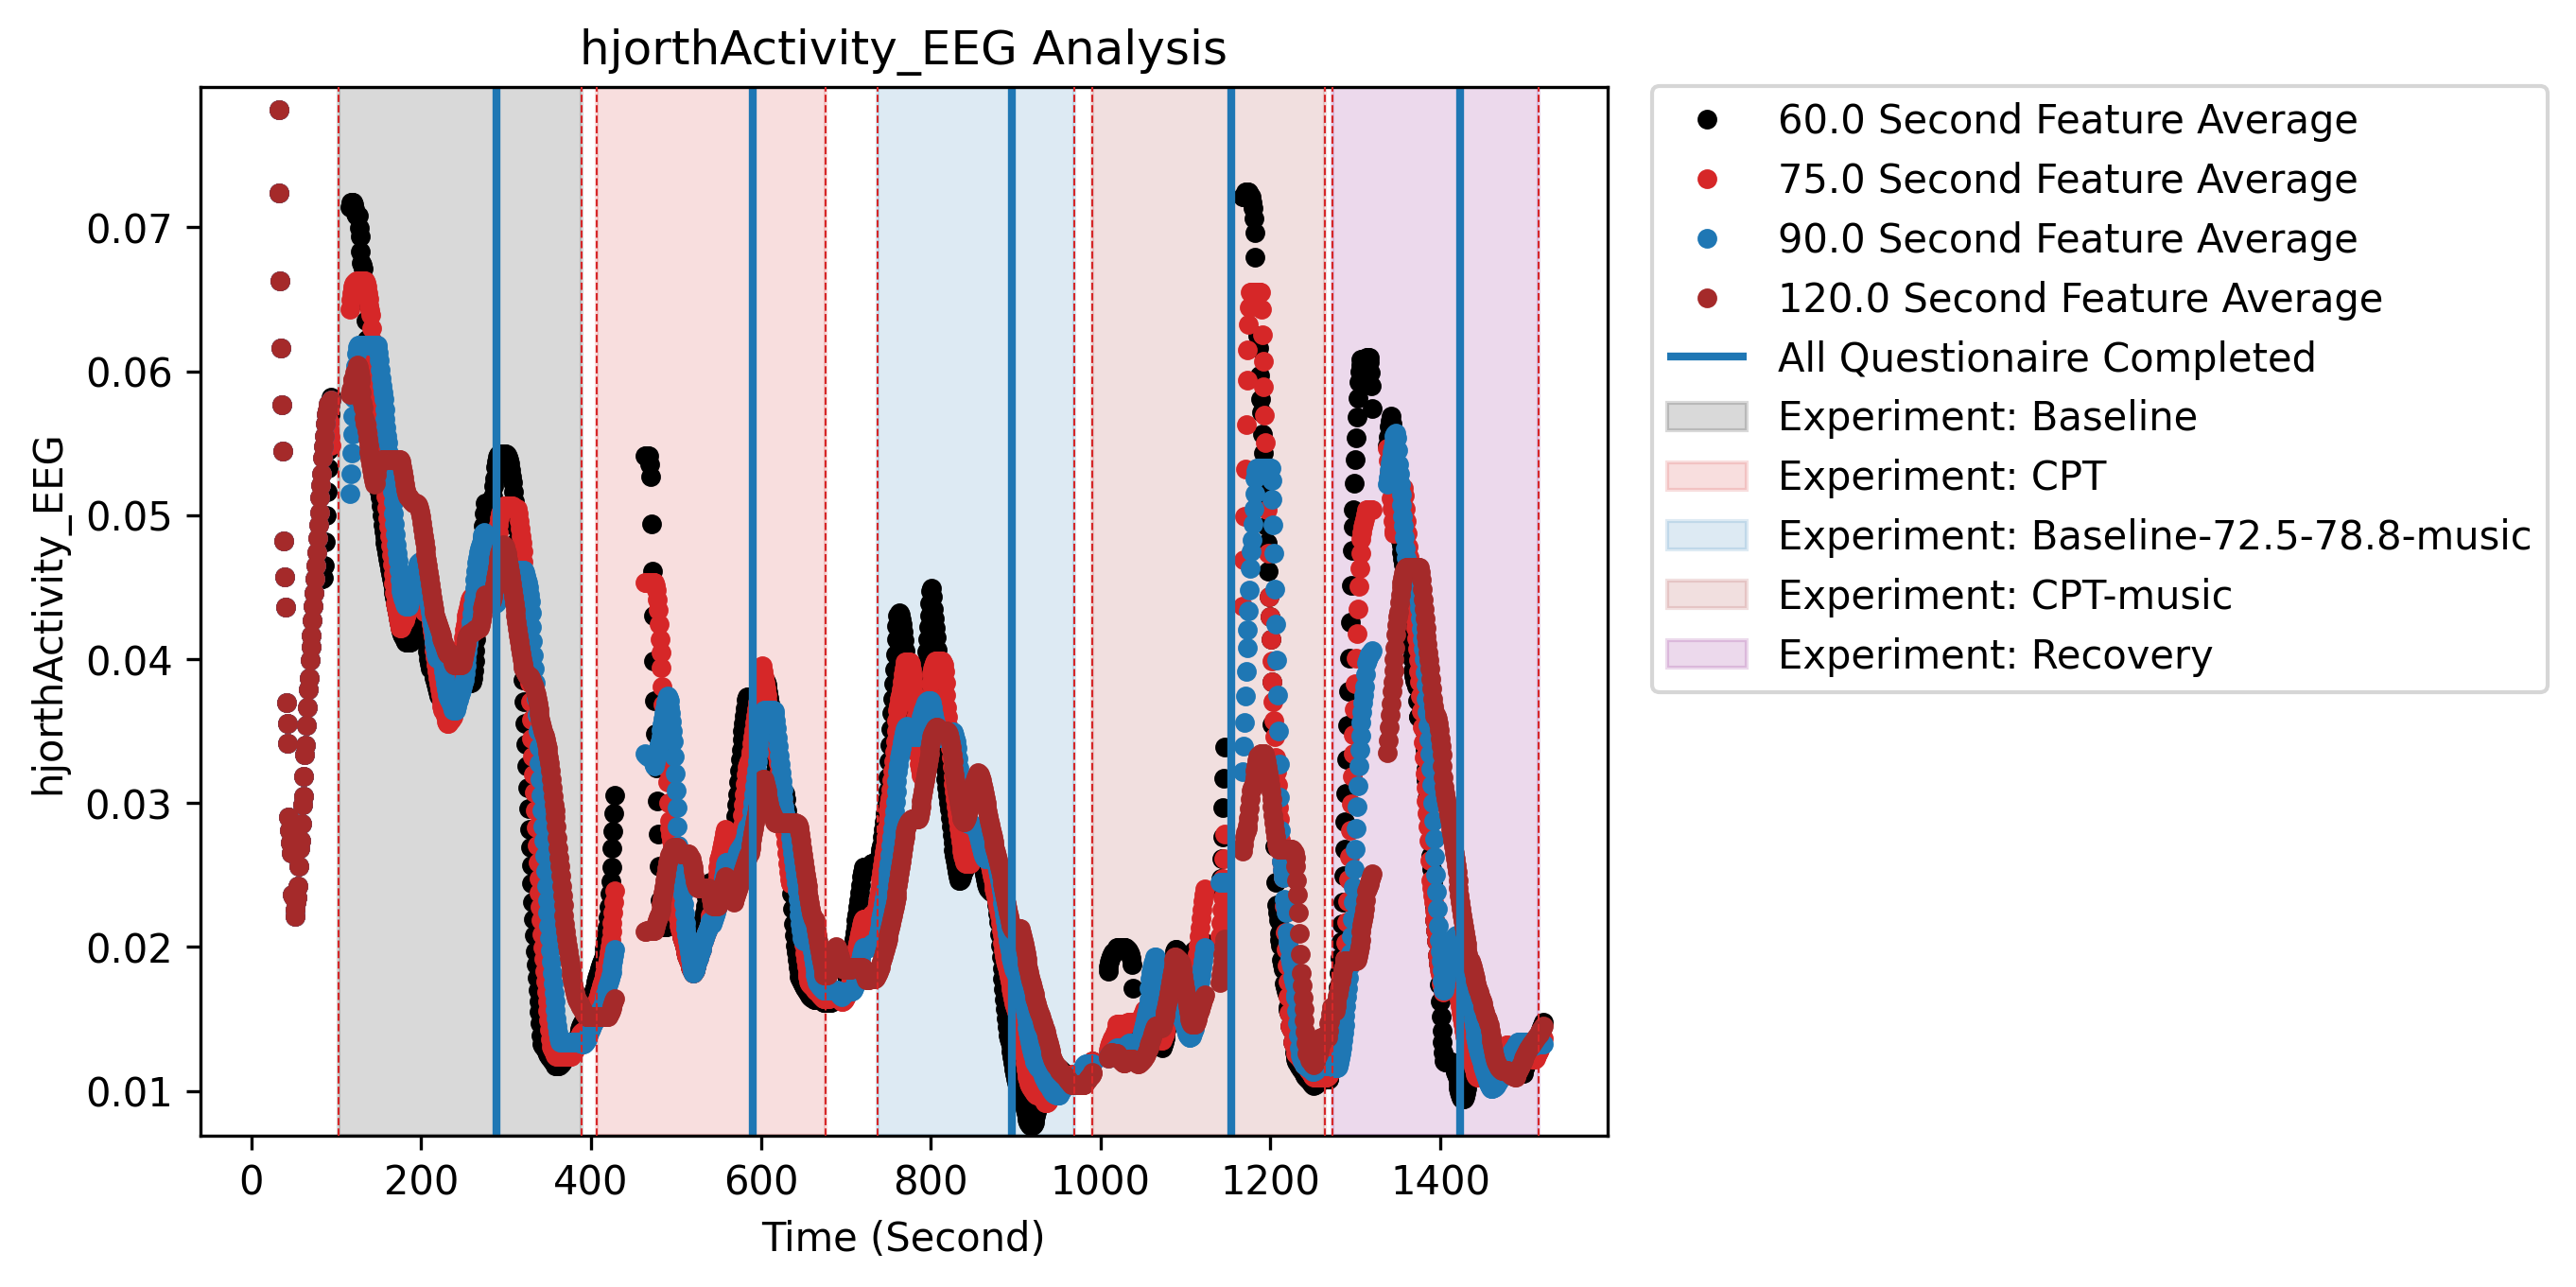 hjorthActivity_EEG Analysis
60.0 Second Feature Average
75.0 Second Feature Average
90.0 Second Feature Average
120.0 Second Feature Average
All Questionaire Completed
Experiment: Baseline
Experiment: CPT
Experiment: Baseline-72.5-78.8-music
Experiment: CPT-music
Experiment: Recovery
hjorthActivity_EEG
0.07
0.06
0.05
0.04
0.03
0.02
0.01
0 200 400 600 800 1000 1200 1400
Time (Second)